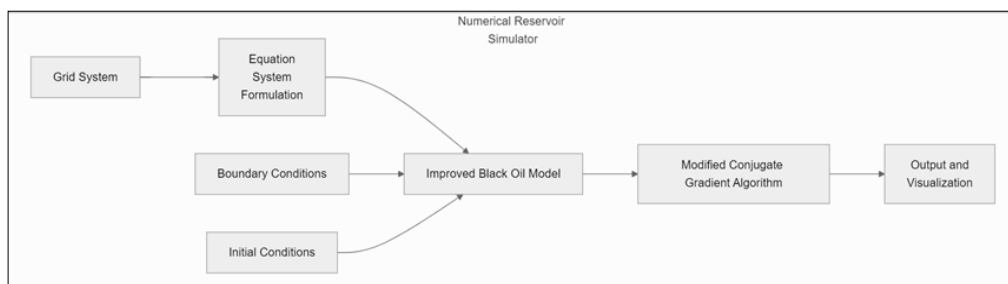 Numerical Reservoir
Simulator
Grid System
Equation
System
Formulation
Boundary Conditions
Initial Conditions
Improved Black Oil Model
Modified Conjugate
Gradient Algorithm
Output and
Visualization